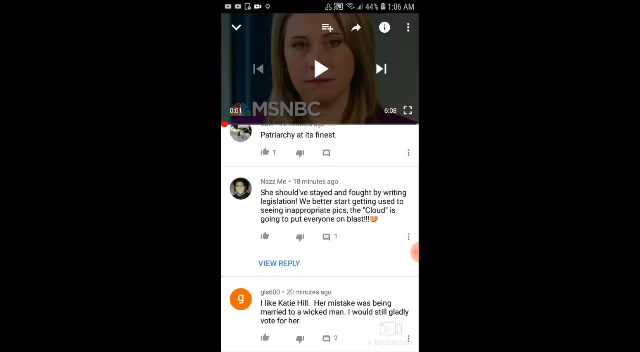 44% 1:06 AM
0:01
MSNBC
6:08
Patriarchy at its finest.
1
Nazz Me • 18 minutes ago
She should've stayed and fought by writing
legislation! We better start getting used to
seeing inappropriate pics, the "Cloud" is
going to put everyone on blast!!!😍
1
VIEW REPLY
g
gls600 • 20 minutes ago
I like Katie Hill. Her mistake was being
married to a wicked man. I would still gladly
vote for her.
2